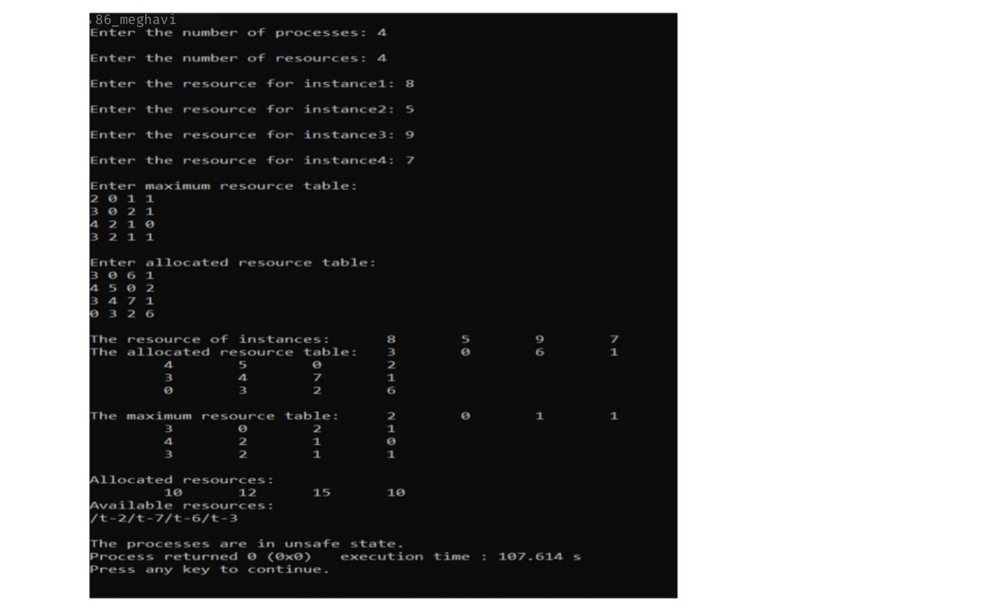 86_meghavi
Enter the number of processes: 4
Enter the number of resources: 4
Enter the resource for instance1: 8
Enter the resource for instance2: 5
Enter the resource for instance3: 9
Enter the resource for instance4: 7
Enter maximum resource table:
2 0 1 1
3 0 2 1
4 2 1 0
3 2 1 1
Enter allocated resource table:
3 0 6 1
4 5 0 2
3 4 7 1
0 3 2 6
The resource of instances: 8 5 9 7
The allocated resource table: 3 0 6 1
4 5 0 2
3 4 7 1
0 3 2 6
The maximum resource table: 2 0 1 1
3 0 2 1
4 2 1 0
3 2 1 1
Allocated resources:
10 12 15 10
Available resources:
/t-2/t-7/t-6/t-3
The processes are in unsafe state.
Process returned 0 (0x0) execution time : 107.614 s
Press any key to continue.